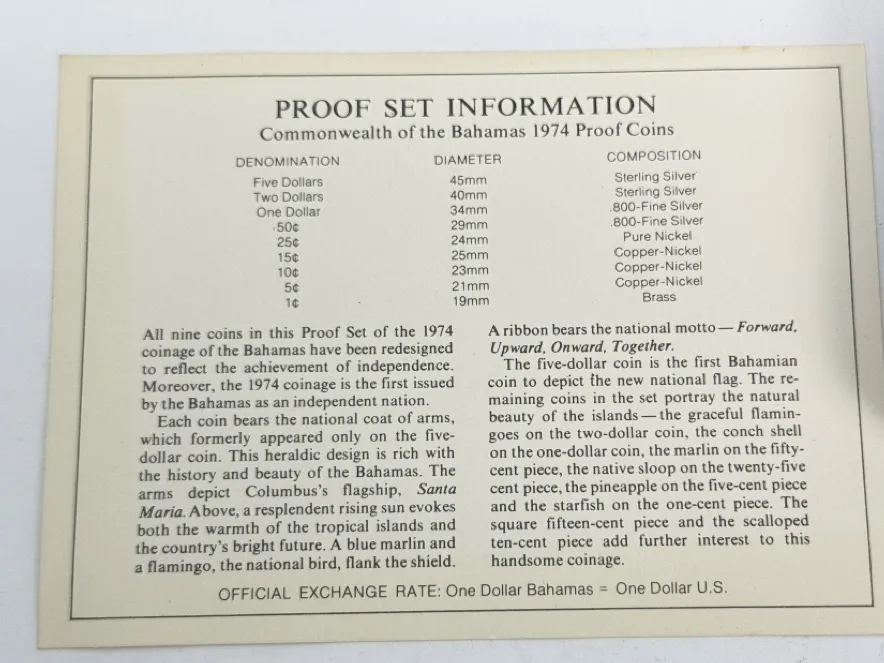 PROOF SET INFORMATION
Commonwealth of the Bahamas 1974 Proof Coins
DENOMINATION DIAMETER COMPOSITION
Five Dollars 45mm Sterling Silver
Two Dollars 40mm Sterling Silver
One Dollar 34mm .800-Fine Silver
50¢ 29mm .800-Fine Silver
25¢ 24mm Pure Nickel
15¢ 25mm Copper-Nickel
10¢ 23mm Copper-Nickel
5¢ 21mm Copper-Nickel
1¢ 19mm Brass
All nine coins in this Proof Set of the 1974
coinage of the Bahamas have been redesigned
to reflect the achievement of independence.
Moreover, the 1974 coinage is the first issued
by the Bahamas as an independent nation.
Each coin bears the national coat of arms,
which formerly appeared only on the five-
dollar coin. This heraldic design is rich with
the history and beauty of the Bahamas. The
arms depict Columbus's flagship, Santa
Maria. Above, a resplendent rising sun evokes
both the warmth of the tropical islands and
the country's bright future. A blue marlin and
a flamingo, the national bird, flank the shield.
A ribbon bears the national motto — Forward,
Upward, Onward, Together.
The five-dollar coin is the first Bahamian
coin to depict the new national flag. The re-
maining coins in the set portray the natural
beauty of the islands — the graceful flamin-
goes on the two-dollar coin, the conch shell
on the one-dollar coin, the marlin on the fifty-
cent piece, the native sloop on the twenty-five
cent piece, the pineapple on the five-cent piece
and the starfish on the one-cent piece. The
square fifteen-cent piece and the scalloped
ten-cent piece add further interest to this
handsome coinage.
OFFICIAL EXCHANGE RATE: One Dollar Bahamas = One Dollar U.S.